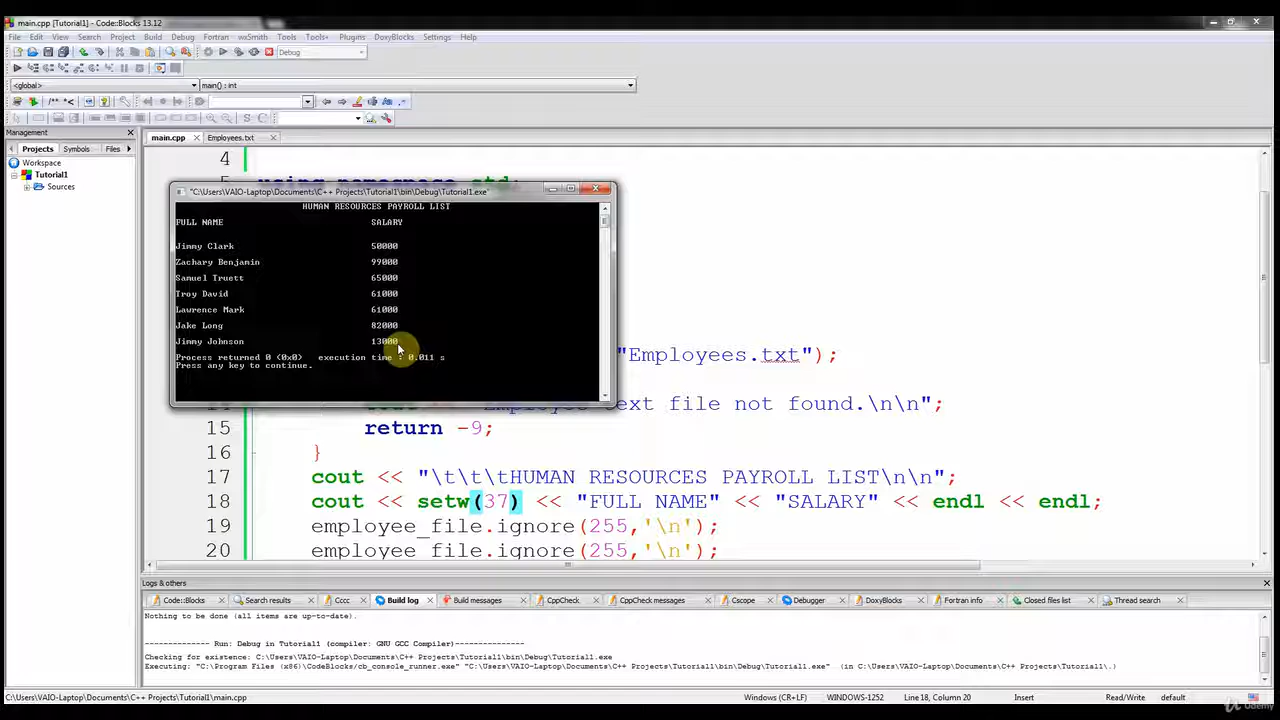 main.cpp [Tutorial1] - Code::Blocks 13.12
File Edit View Search Project Build Debug Fortran wxSmith Tools Tools+ Plugins DoxyBlocks Settings Help
Debug
<global> main() : int
/** *<
Management
main.cpp Employees.txt
Projects Symbols Files
Workspace
Tutorial1
Sources
4
using namespace std;
"C:\Users\VAIO-Laptop\Documents\C++ Projects\Tutorial1\bin\Debug\Tutorial1.exe"
HUMAN RESOURCES PAYROLL LIST
FULL NAME SALARY
Jimmy Clark 50000
Zachary Benjamin 99000
Samuel Truett 65000
Troy David 61000
Lawrence Mark 61000
Jake Long 82000
Jimmy Johnson 13000
Process returned 0 (0x0) execution time : 0.011 s
Press any key to continue.
"Employees.txt");
text file not found.\n\n";
15 return -9;
16 }
17 cout << "\t\t\tHUMAN RESOURCES PAYROLL LIST\n\n";
18 cout << setw(37) << "FULL NAME" << "SALARY" << endl << endl;
19 employee_file.ignore(255,'\n');
20 employee_file.ignore(255,'\n');
Logs & others
Code::Blocks Search results Cccc Build log Build messages CppCheck CppCheck messages Cscope Debugger DoxyBlocks Fortran info Closed files list Thread search
Nothing to be done (all items are up-to-date).
-------------- Run: Debug in Tutorial1 (compiler: GNU GCC Compiler)---------------
Checking for existence: C:\Users\VAIO-Laptop\Documents\C++ Projects\Tutorial1\bin\Debug\Tutorial1.exe
Executing: "C:\Program Files (x86)\CodeBlocks/cb_console_runner.exe" "C:\Users\VAIO-Laptop\Documents\C++ Projects\Tutorial1\bin\Debug\Tutorial1.exe" (in C:\Users\VAIO-Laptop\Documents\C++ Projects\Tutorial1\.)
C:\Users\VAIO-Laptop\Documents\C++ Projects\Tutorial1\main.cpp Windows (CR+LF) WINDOWS-1252 Line 18, Column 20 Insert Read/Write default
Udemy